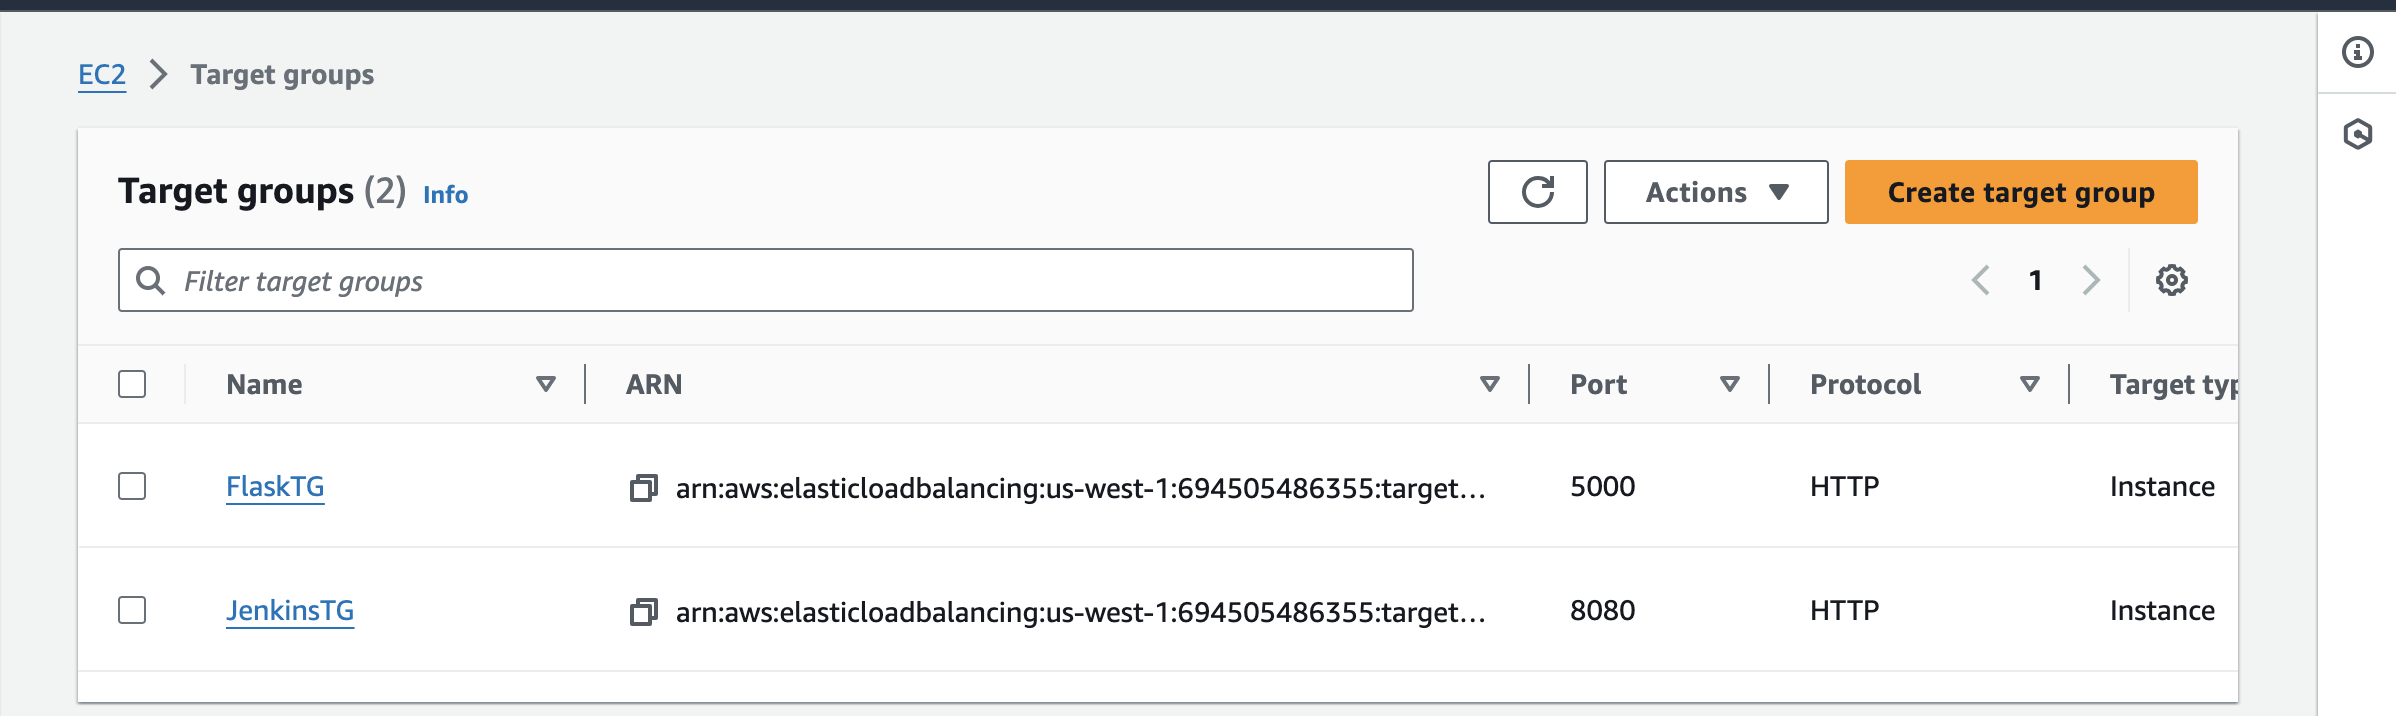 EC2 > Target groups
Target groups (2) Info
Actions
Create target group
Filter target groups
1
Name ARN Port Protocol Target typ
FlaskTG arn:aws:elasticloadbalancing:us-west-1:694505486355:target... 5000 HTTP Instance
JenkinsTG arn:aws:elasticloadbalancing:us-west-1:694505486355:target... 8080 HTTP Instance